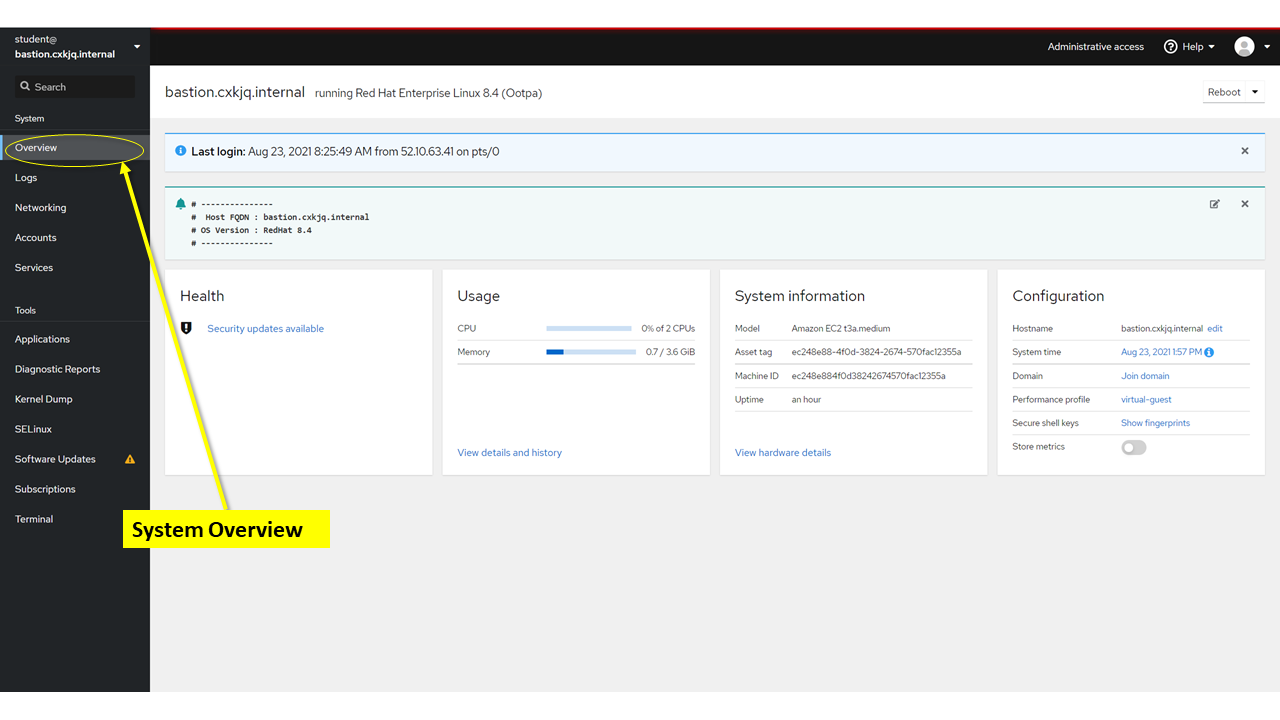 student@
bastion.cxkjq.internal
Administrative access
Help
Search
System
Overview
Logs
Networking
Accounts
Services
Tools
Applications
Diagnostic Reports
Kernel Dump
SELinux
Software Updates
Subscriptions
Terminal
System Overview
bastion.cxkjq.internal running Red Hat Enterprise Linux 8.4 (Ootpa)
Reboot
Last login: Aug 23, 2021 8:25:49 AM from 52.10.63.41 on pts/0
# ---------------
# Host FQDN : bastion.cxkjq.internal
# OS Version : RedHat 8.4
# ---------------
Health
Security updates available
Usage
CPU 0% of 2 CPUs
Memory 0.7 / 3.6 GiB
View details and history
System information
Model Amazon EC2 t3a.medium
Asset tag ec248e88-4f0d-3824-2674-570fac12355a
Machine ID ec248e884f0d38242674570fac12355a
Uptime an hour
View hardware details
Configuration
Hostname bastion.cxkjq.internal edit
System time Aug 23, 2021 1:57 PM
Domain Join domain
Performance profile virtual-guest
Secure shell keys Show fingerprints
Store metrics